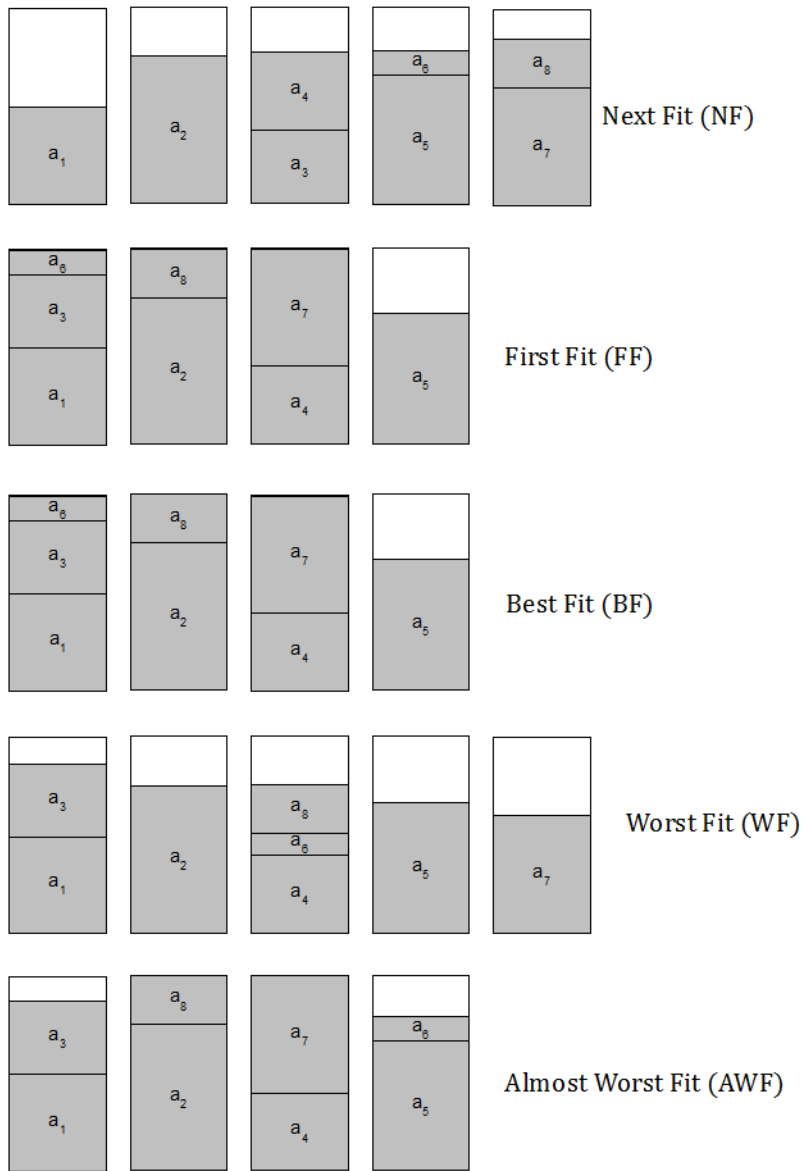 a₁
a₂
a₄
a₃
a₆
a₅
a₈
a₇
Next Fit (NF)
a₆
a₃
a₁
a₈
a₂
a₇
a₄
a₅
First Fit (FF)
a₆
a₃
a₁
a₈
a₂
a₇
a₄
a₅
Best Fit (BF)
a₃
a₁
a₂
a₈
a₆
a₄
a₅
a₇
Worst Fit (WF)
a₃
a₁
a₈
a₂
a₇
a₄
a₆
a₅
Almost Worst Fit (AWF)